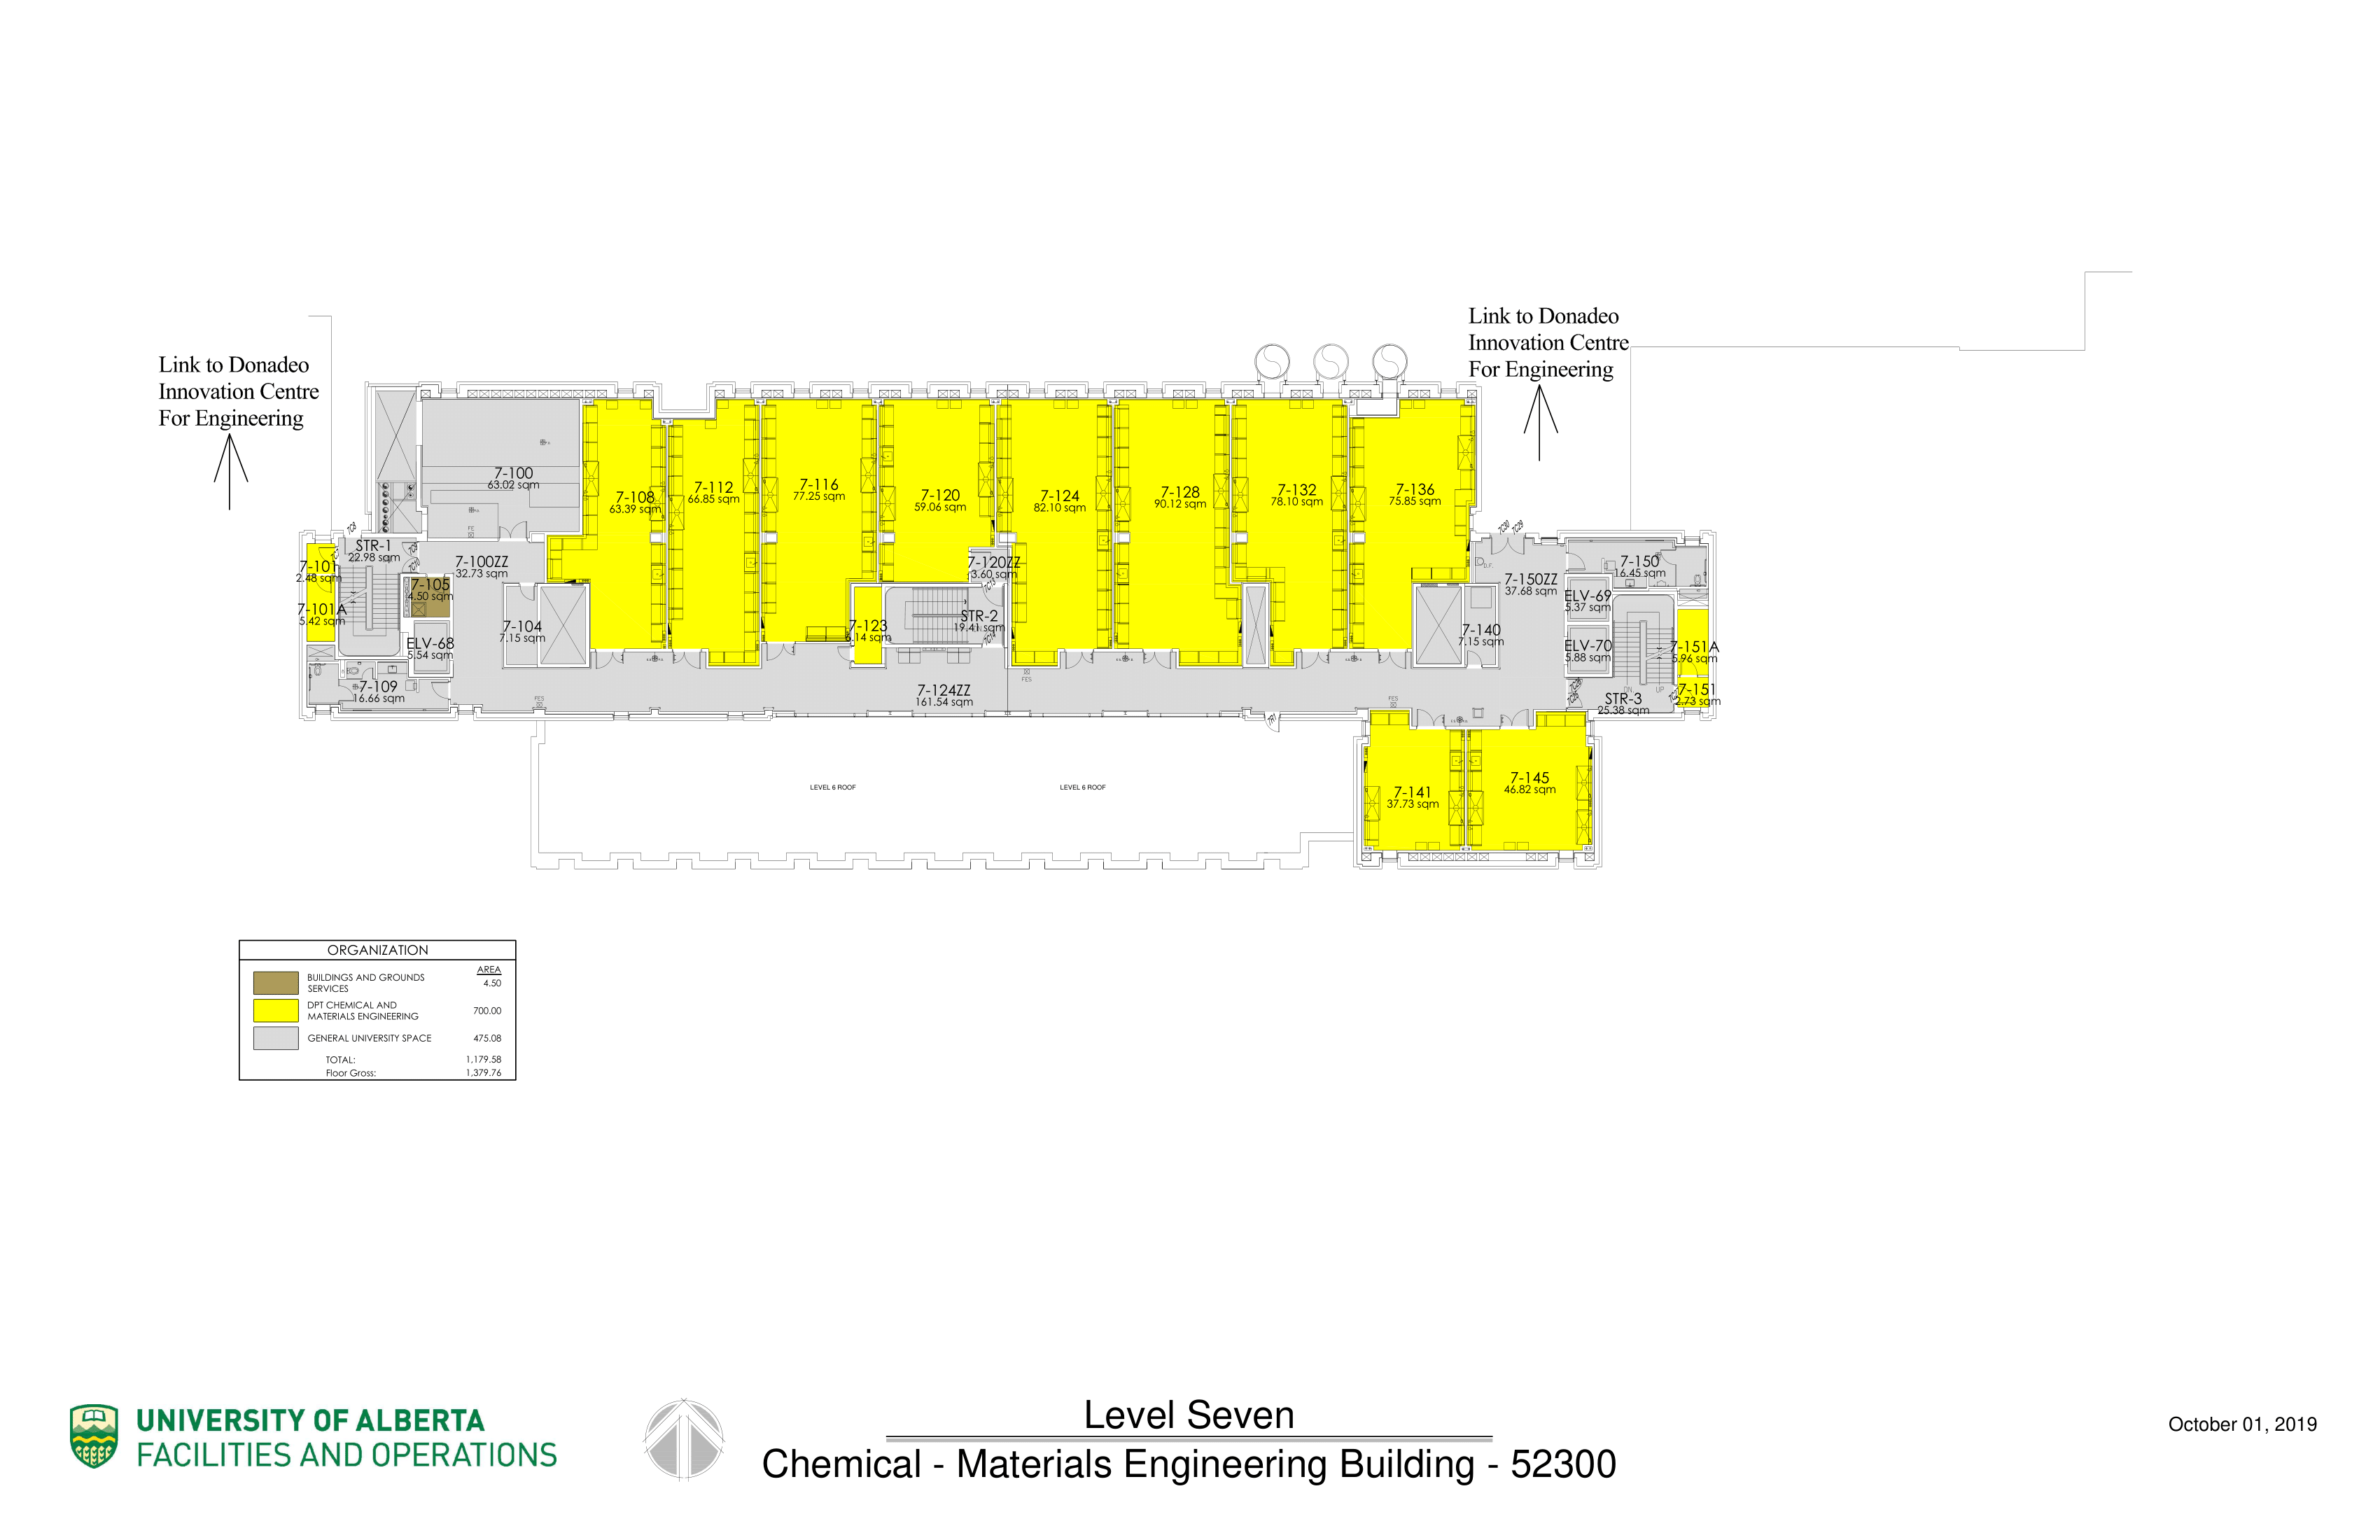 Link to Donadeo
Innovation Centre
For Engineering
Link to Donadeo
Innovation Centre
For Engineering
7-100
63.02 sqm
7-108
63.39 sqm
7-112
66.85 sqm
7-116
77.25 sqm
7-120
59.06 sqm
7-124
82.10 sqm
7-128
90.12 sqm
7-132
78.10 sqm
7-136
75.85 sqm
STR-1
22.98 sqm
7-101
2.48 sqm
7-101A
5.42 sqm
7-100ZZ
32.73 sqm
7-105
4.50 sqm
ELV-68
5.54 sqm
7-104
7.15 sqm
7-109
16.66 sqm
FE
FES
7-123
6.14 sqm
7-120ZZ
3.60 sqm
STR-2
19.41 sqm
7-124ZZ
161.54 sqm
FES
FES
7-140
7.15 sqm
D.F.
7-150ZZ
37.68 sqm
7-150
16.45 sqm
ELV-69
5.37 sqm
ELV-70
5.88 sqm
7-151A
5.96 sqm
7-151
2.73 sqm
DN
UP
STR-3
25.38 sqm
7-141
37.73 sqm
7-145
46.82 sqm
LEVEL 6 ROOF
LEVEL 6 ROOF
ORGANIZATION
AREA
BUILDINGS AND GROUNDS
SERVICES
4.50
DPT CHEMICAL AND
MATERIALS ENGINEERING
700.00
GENERAL UNIVERSITY SPACE
475.08
TOTAL:
1,179.58
Floor Gross:
1,379.76
UNIVERSITY OF ALBERTA
FACILITIES AND OPERATIONS
Level Seven
Chemical - Materials Engineering Building - 52300
October 01, 2019